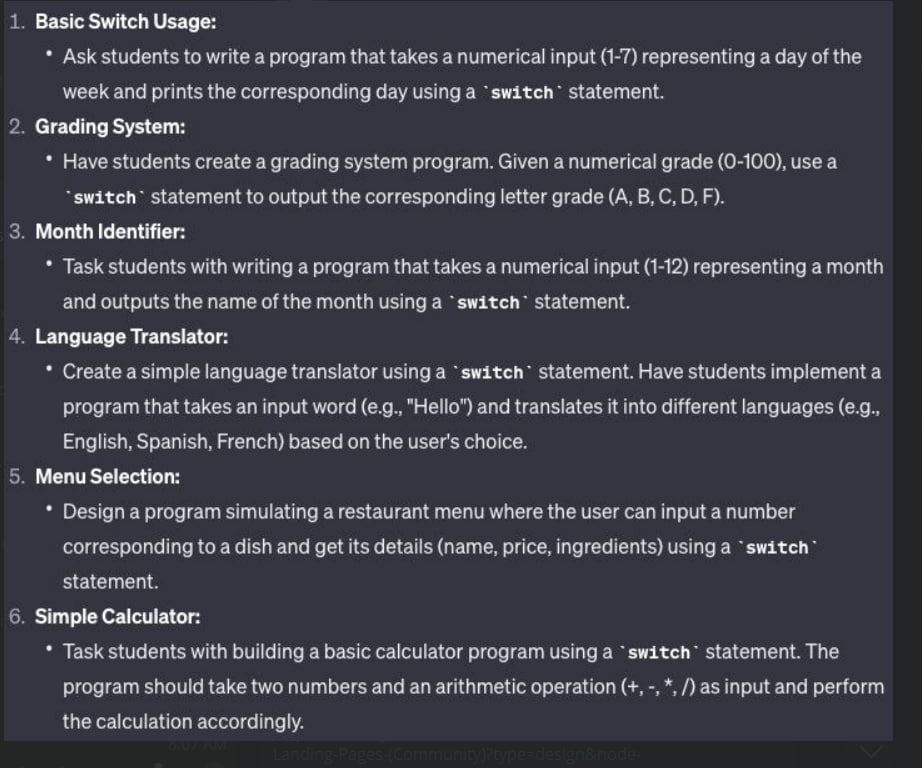 1. Basic Switch Usage:
• Ask students to write a program that takes a numerical input (1-7) representing a day of the
week and prints the corresponding day using a `switch` statement.
2. Grading System:
• Have students create a grading system program. Given a numerical grade (0-100), use a
`switch` statement to output the corresponding letter grade (A, B, C, D, F).
3. Month Identifier:
• Task students with writing a program that takes a numerical input (1-12) representing a month
and outputs the name of the month using a `switch` statement.
4. Language Translator:
• Create a simple language translator using a `switch` statement. Have students implement a
program that takes an input word (e.g., "Hello") and translates it into different languages (e.g.,
English, Spanish, French) based on the user's choice.
5. Menu Selection:
• Design a program simulating a restaurant menu where the user can input a number
corresponding to a dish and get its details (name, price, ingredients) using a `switch`
statement.
6. Simple Calculator:
• Task students with building a basic calculator program using a `switch` statement. The
program should take two numbers and an arithmetic operation (+, -, *, /) as input and perform
the calculation accordingly.
8:07 AM
Landing-Pages-(Community)?type=design&node-